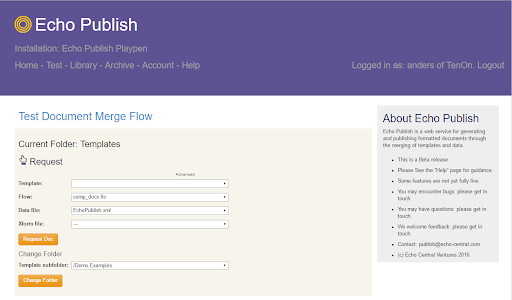 Echo Publish
Installation: Echo Publish Playpen
Home - Test - Library - Archive - Account - Help
Logged in as: anders of TenOn. Logout
Test Document Merge Flow
Current Folder: Templates
Request
Advanced
Template:
Flow: comp_docx.flo
Data file: EchoPublish.xml
Xform file: ---
Request Doc
Change Folder
Template subfolder: /Demo Examples
Change Folder
About Echo Publish
Echo Publish is a web service for generating
and publishing formatted documents through
the merging of templates and data.
This is a Beta release.
Please See the "Help" page for guidance.
Some features are not yet fully live.
You may encounter bugs: please get in
touch.
You may have questions: please get in
touch.
We welcome feedback, please get in
touch.
Contact: publish@echo-central.com
(c) Echo Central Ventures 2016